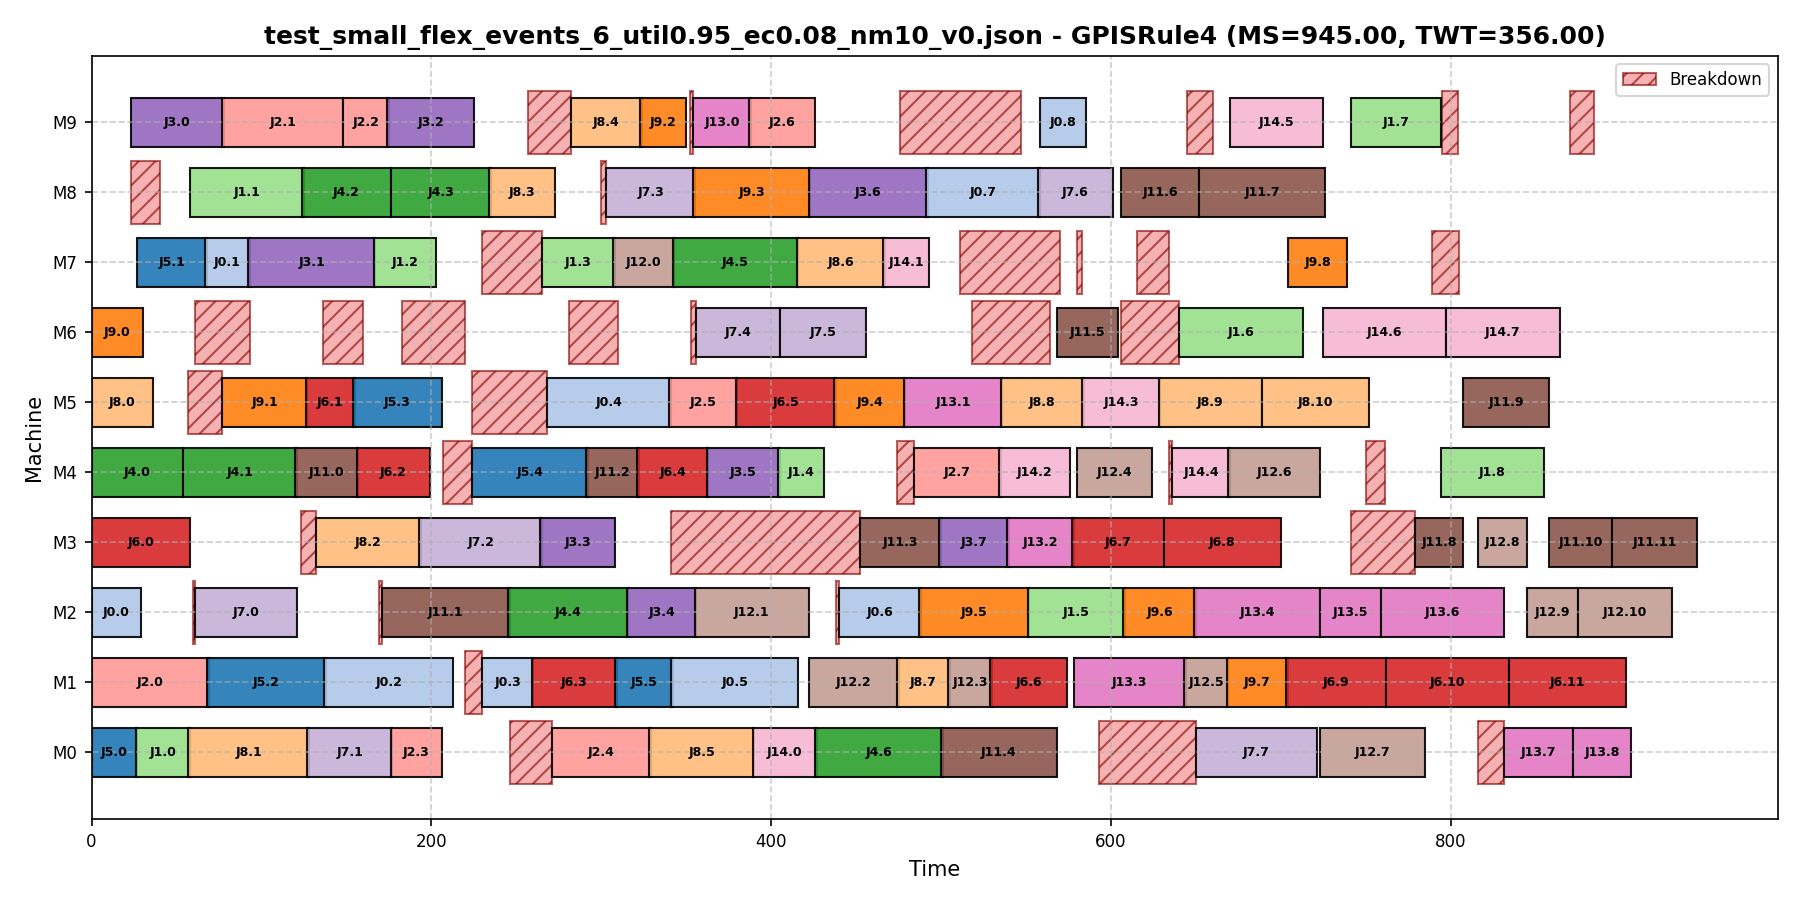 test_small_flex_events_6_util0.95_ec0.08_nm10_v0.json - GPISRule4 (MS=945.00, TWT=356.00)
Breakdown
M9 J3.0 J2.1 J2.2 J3.2 J8.4 J9.2 J13.0 J2.6 J0.8 J14.5 J1.7
M8 J1.1 J4.2 J4.3 J8.3 J7.3 J9.3 J3.6 J0.7 J7.6 J11.6 J11.7
M7 J5.1 J0.1 J3.1 J1.2 J1.3 J12.0 J4.5 J8.6 J14.1 J9.8
M6 J9.0 J7.4 J7.5 J11.5 J1.6 J14.6 J14.7
M5 J8.0 J9.1 J6.1 J5.3 J0.4 J2.5 J6.5 J9.4 J13.1 J8.8 J14.3 J8.9 J8.10 J11.9
M4 J4.0 J4.1 J11.0 J6.2 J5.4 J11.2 J6.4 J3.5 J1.4 J2.7 J14.2 J12.4 J14.4 J12.6 J1.8
M3 J6.0 J8.2 J7.2 J3.3 J11.3 J3.7 J13.2 J6.7 J6.8 J11.8 J12.8 J11.10 J11.11
M2 J0.0 J7.0 J11.1 J4.4 J3.4 J12.1 J0.6 J9.5 J1.5 J9.6 J13.4 J13.5 J13.6 J12.9 J12.10
M1 J2.0 J5.2 J0.2 J0.3 J6.3 J5.5 J0.5 J12.2 J8.7 J12.3 J6.6 J13.3 J12.5 J9.7 J6.9 J6.10 J6.11
M0 J5.0 J1.0 J8.1 J7.1 J2.3 J2.4 J8.5 J14.0 J4.6 J11.4 J7.7 J12.7 J13.7 J13.8
Machine
0 200 400 600 800
Time